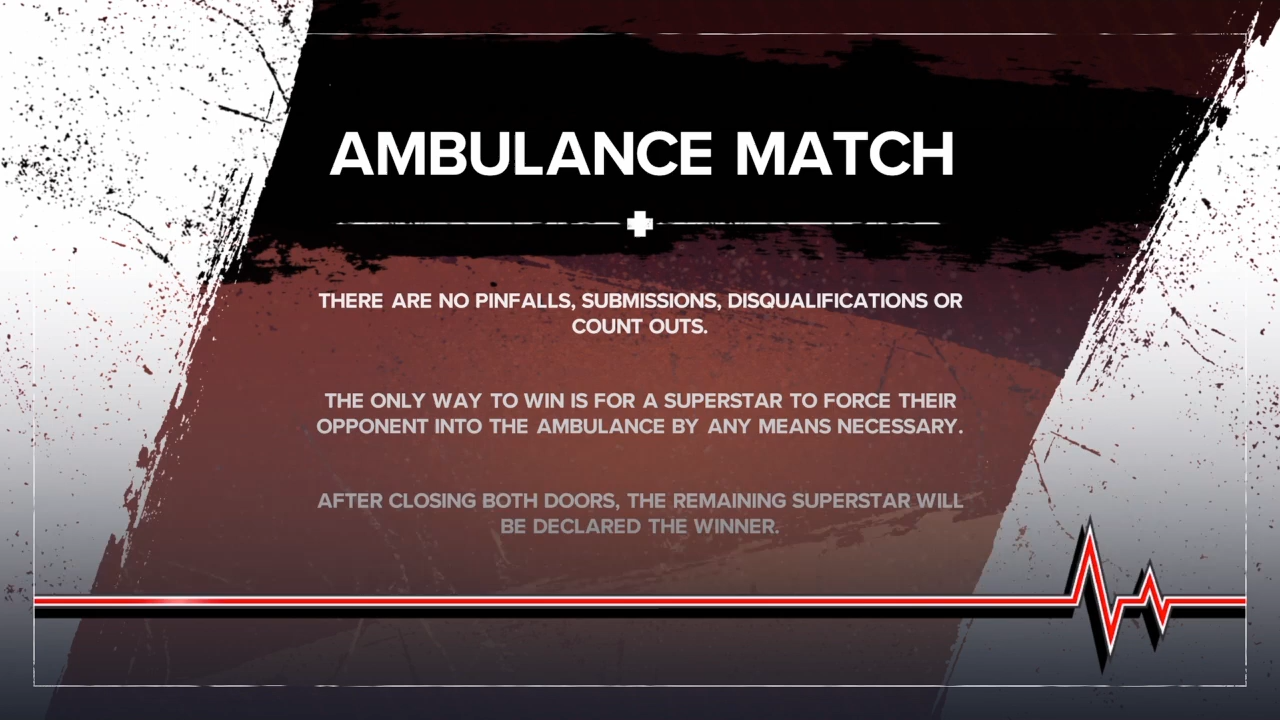 AMBULANCE MATCH
THERE ARE NO PINFALLS, SUBMISSIONS, DISQUALIFICATIONS OR
COUNT OUTS.
THE ONLY WAY TO WIN IS FOR A SUPERSTAR TO FORCE THEIR
OPPONENT INTO THE AMBULANCE BY ANY MEANS NECESSARY.
AFTER CLOSING BOTH DOORS, THE REMAINING SUPERSTAR WILL
BE DECLARED THE WINNER.